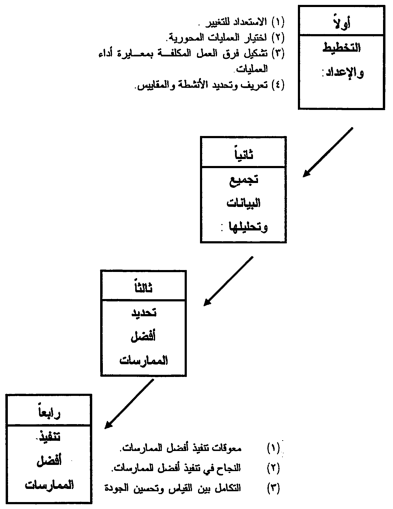 أولاً
التخطيط
والإعداد:
(١) الاستعداد للتغيير .
(٢) اختيار العمليات المحورية.
(٣) تشكيل فرق العمل المكلفة بمعايرة أداء
العمليات.
(٤) تعريف وتحديد الأنشطة والمقاييس.
ثانياً
تجميع
البيانات
وتحليلها :
ثالثاً
تحديد
أفضل
الممارسات
رابعاً
تنفيذ
أفضل
الممارسات
(١) معوقات تنفيذ أفضل الممارسات.
(٢) النجاح في تنفيذ أفضل الممارسات.
(٣) التكامل بين القياس وتحسين الجودة